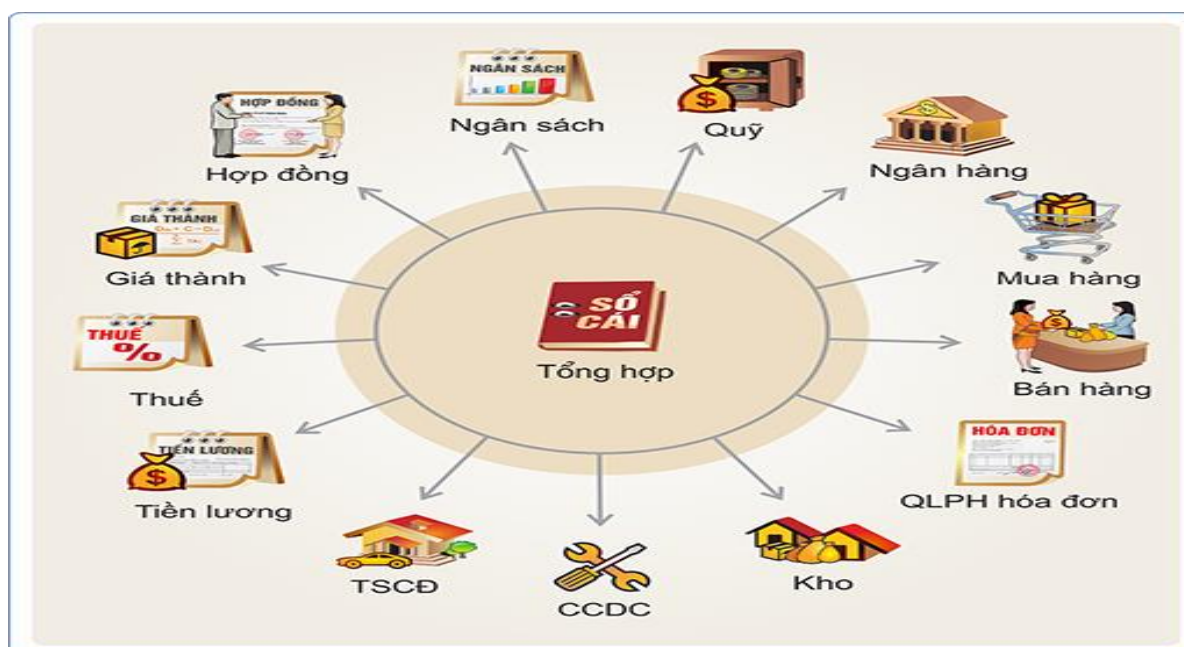 NGÂN SÁCH
Ngân sách
Quỹ
HỢP ĐỒNG
Hợp đồng
Ngân hàng
GIÁ THÀNH
Giá thành
Mua hàng
SỔ
CÁI
Tổng hợp
THUẾ
%
Thuế
Bán hàng
TIỀN LƯƠNG
Tiền lương
HÓA ĐƠN
QLPH hóa đơn
TSCĐ
CCDC
Kho